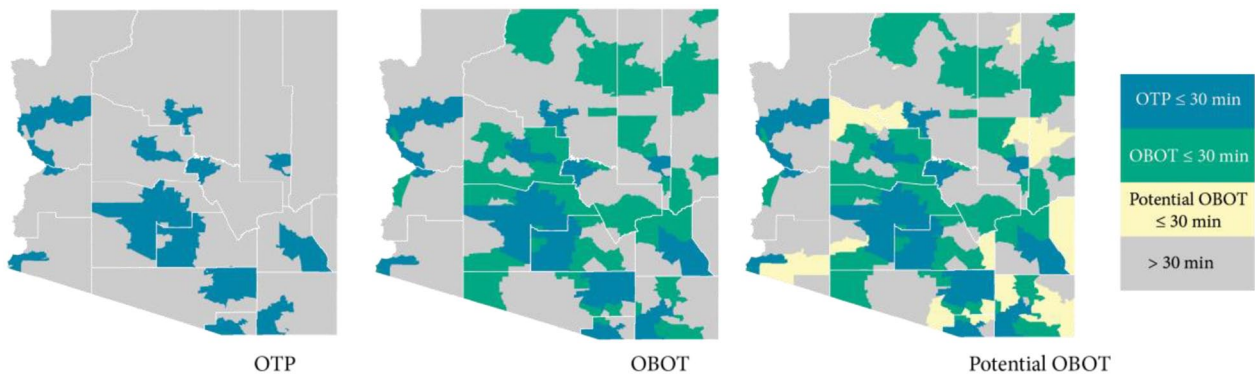 OTP ≤ 30 min
OBOT ≤ 30 min
Potential OBOT
≤ 30 min
> 30 min
OTP
OBOT
Potential OBOT